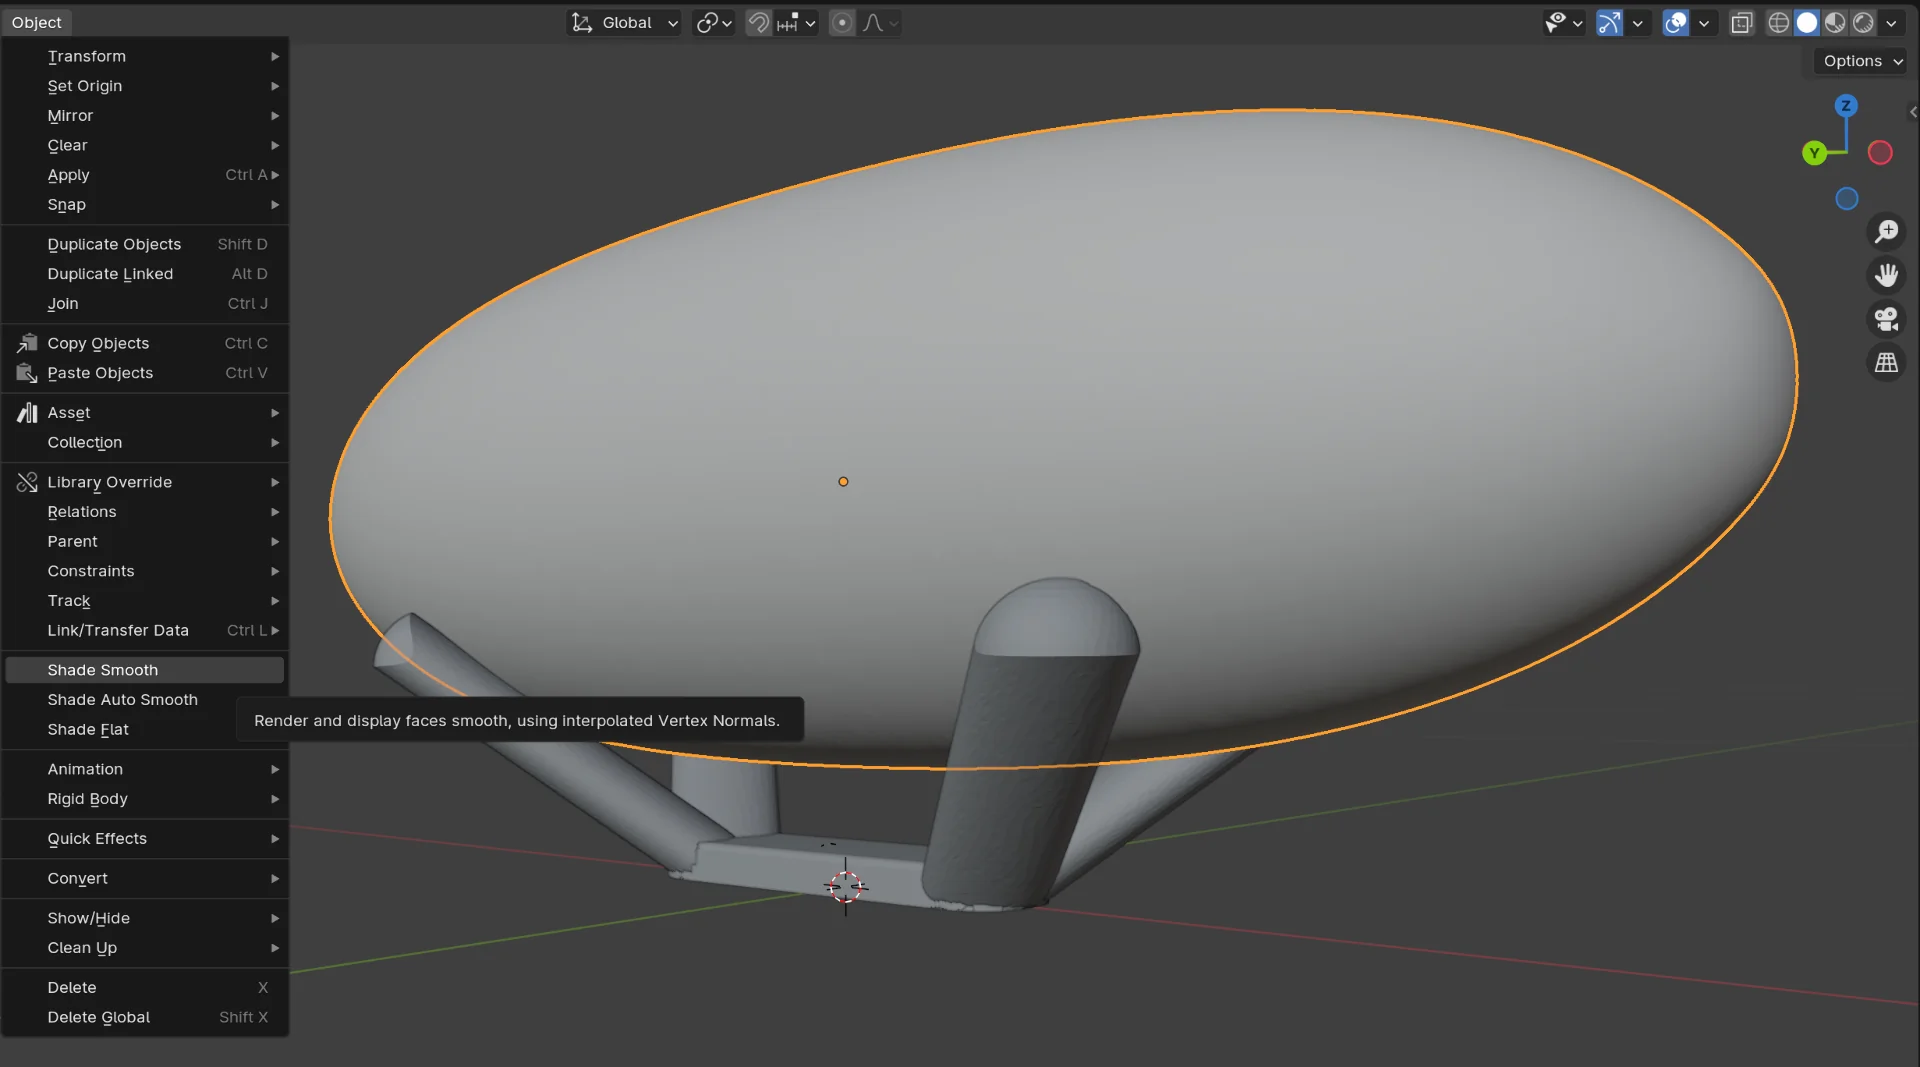 Object
Global
Options
Z
Y
Transform
Set Origin
Mirror
Clear
Apply Ctrl A
Snap
Duplicate Objects Shift D
Duplicate Linked Alt D
Join Ctrl J
Copy Objects Ctrl C
Paste Objects Ctrl V
Asset
Collection
Library Override
Relations
Parent
Constraints
Track
Link/Transfer Data Ctrl L
Shade Smooth
Shade Auto Smooth
Render and display faces smooth, using interpolated Vertex Normals.
Shade Flat
Animation
Rigid Body
Quick Effects
Convert
Show/Hide
Clean Up
Delete X
Delete Global Shift X